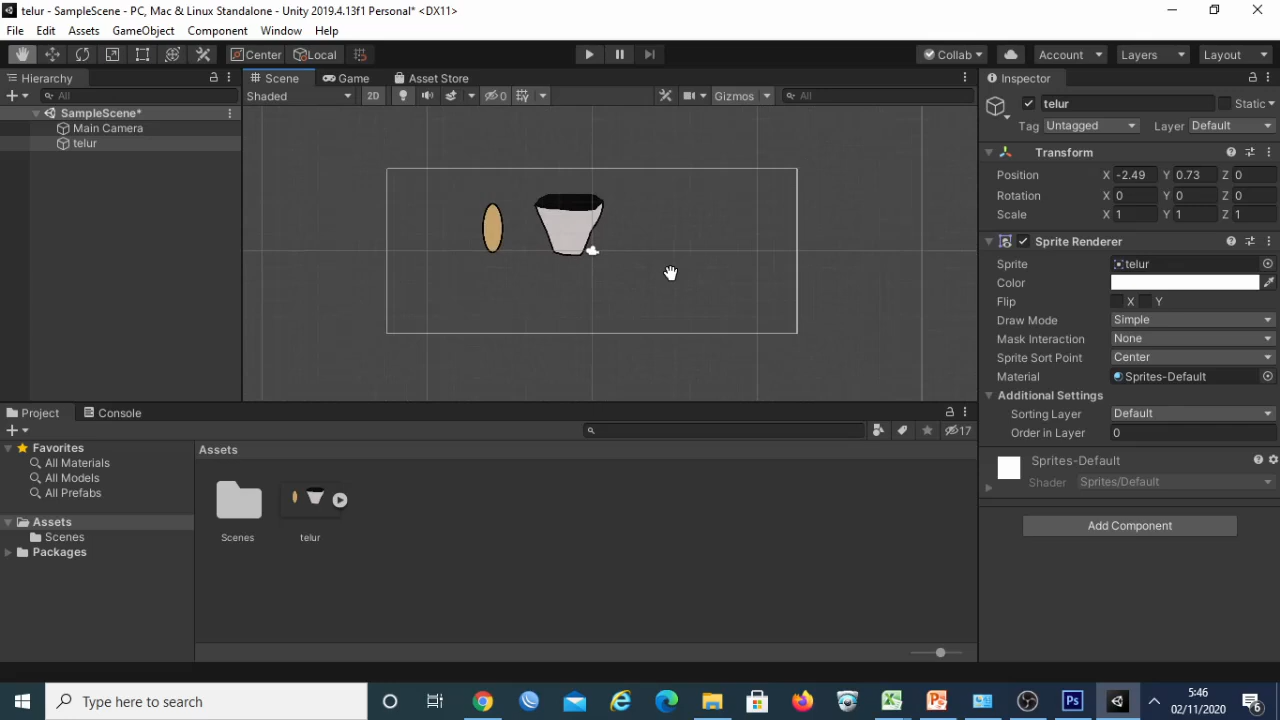 telur - SampleScene - PC, Mac & Linux Standalone - Unity 2019.4.13f1 Personal* <DX11>
File Edit Assets GameObject Component Window Help
Center Local Collab Account Layers Layout
Hierarchy
All
SampleScene*
Main Camera
telur
Scene Game Asset Store
Shaded 2D 0 Gizmos All
Inspector
telur Static
Tag Untagged Layer Default
Transform
Position X -2.49 Y 0.73 Z 0
Rotation X 0 Y 0 Z 0
Scale X 1 Y 1 Z 1
Sprite Renderer
Sprite telur
Color
Flip X Y
Draw Mode Simple
Mask Interaction None
Sprite Sort Point Center
Material Sprites-Default
Additional Settings
Sorting Layer Default
Order in Layer 0
Sprites-Default
Shader Sprites/Default
Add Component
Project Console
17
Favorites
All Materials
All Models
All Prefabs
Assets
Scenes
Packages
Assets
Scenes telur
Type here to search
5:46
02/11/2020
6